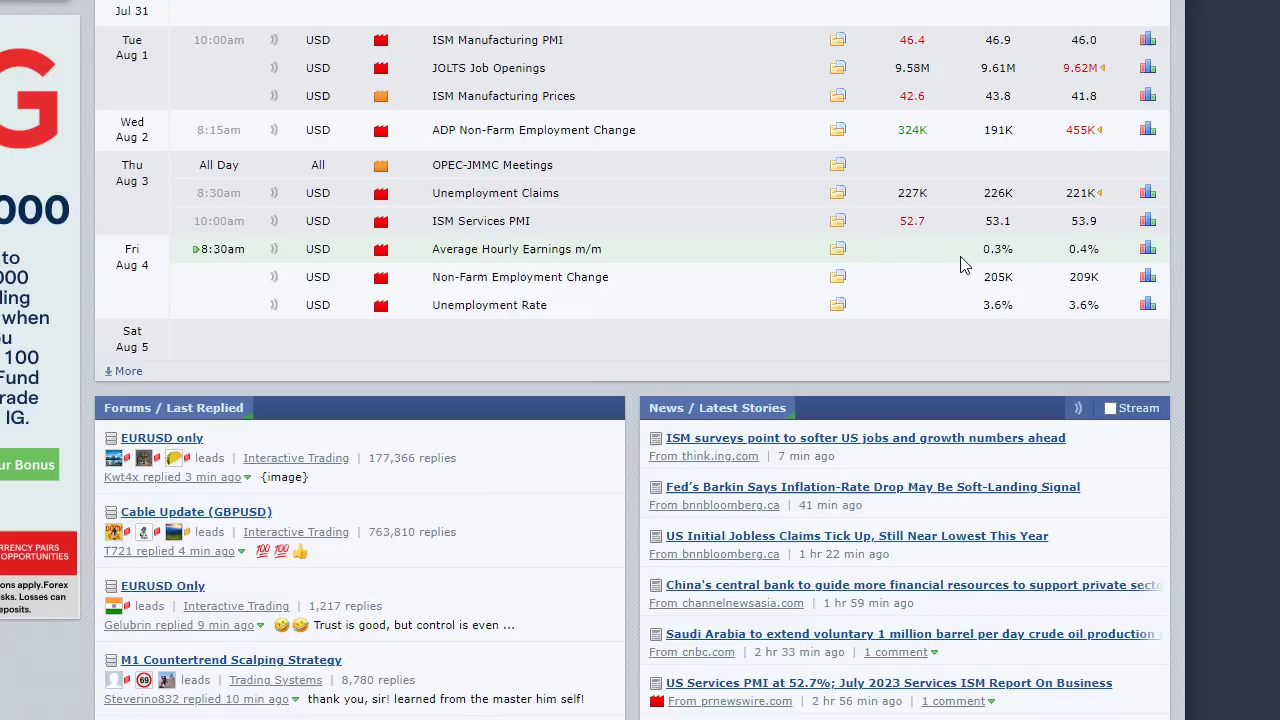 Jul 31
Tue
Aug 1
10:00am USD ISM Manufacturing PMI 46.4 46.9 46.0
USD JOLTS Job Openings 9.58M 9.61M 9.62M
USD ISM Manufacturing Prices 42.6 43.8 41.8
Wed
Aug 2
8:15am USD ADP Non-Farm Employment Change 324K 191K 455K
Thu
Aug 3
All Day All OPEC-JMMC Meetings
8:30am USD Unemployment Claims 227K 226K 221K
10:00am USD ISM Services PMI 52.7 53.1 53.9
Fri
Aug 4
8:30am USD Average Hourly Earnings m/m 0.3% 0.4%
USD Non-Farm Employment Change 205K 209K
USD Unemployment Rate 3.6% 3.6%
Sat
Aug 5
More
G
000
to
000
ding
when
u
100
Fund
rade
IG.
ur Bonus
RRENCY PAIRS
OPPORTUNITIES
ons apply.Forex
isks. Losses can
eposits.
Forums / Last Replied
EURUSD only
leads | Interactive Trading | 177,366 replies
Kwt4x replied 3 min ago {image}
Cable Update (GBPUSD)
leads | Interactive Trading | 763,810 replies
T721 replied 4 min ago 💯 💯 👍
EURUSD Only
leads | Interactive Trading | 1,217 replies
Gelubrin replied 9 min ago 🤣 🤣 Trust is good, but control is even ...
M1 Countertrend Scalping Strategy
69 leads | Trading Systems | 8,780 replies
Stverino832 replied 10 min ago thank you, sir! learned from the master him self!
News / Latest Stories Stream
ISM surveys point to softer US jobs and growth numbers ahead
From think.ing.com | 7 min ago
Fed's Barkin Says Inflation-Rate Drop May Be Soft-Landing Signal
From bnnbloomberg.ca | 41 min ago
US Initial Jobless Claims Tick Up, Still Near Lowest This Year
From bnnbloomberg.ca | 1 hr 22 min ago
China's central bank to guide more financial resources to support private secto
From channelnewsasia.com | 1 hr 59 min ago
Saudi Arabia to extend voluntary 1 million barrel per day crude oil production
From cnbc.com | 2 hr 33 min ago | 1 comment
US Services PMI at 52.7%; July 2023 Services ISM Report On Business
From prnewswire.com | 2 hr 56 min ago | 1 comment